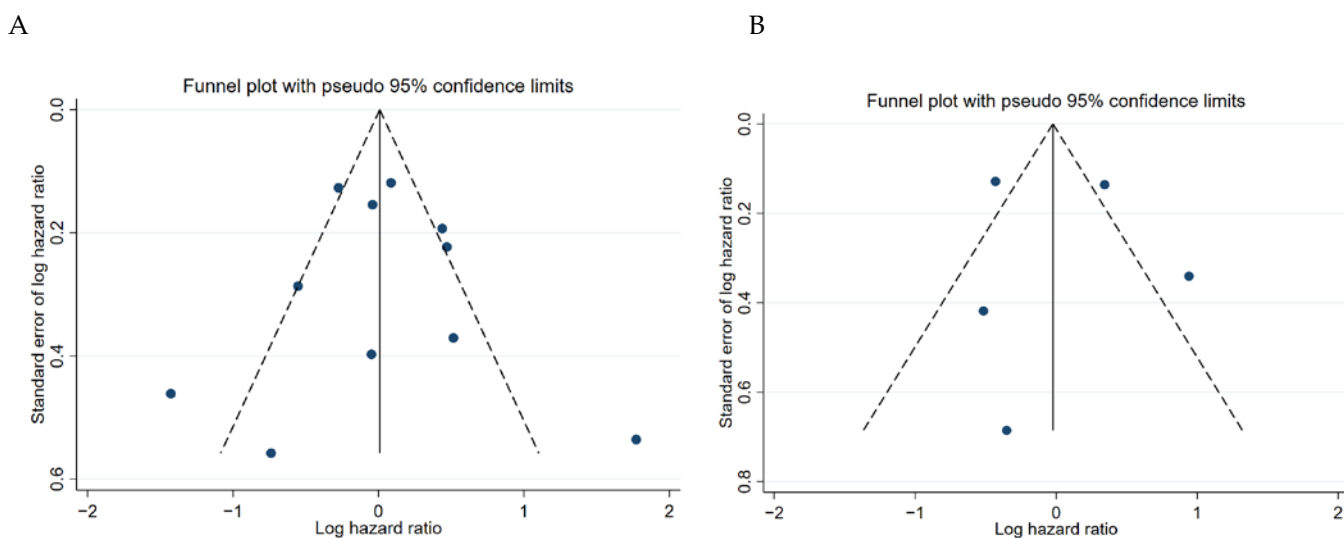 A
B
Funnel plot with pseudo 95% confidence limits
Standard error of log hazard ratio
0.0
0.2
0.4
0.6
−2 −1 0 1 2
Log hazard ratio
Funnel plot with pseudo 95% confidence limits
Standard error of log hazard ratio
0.0
0.2
0.4
0.6
0.8
−2 −1 0 1 2
Log hazard ratio